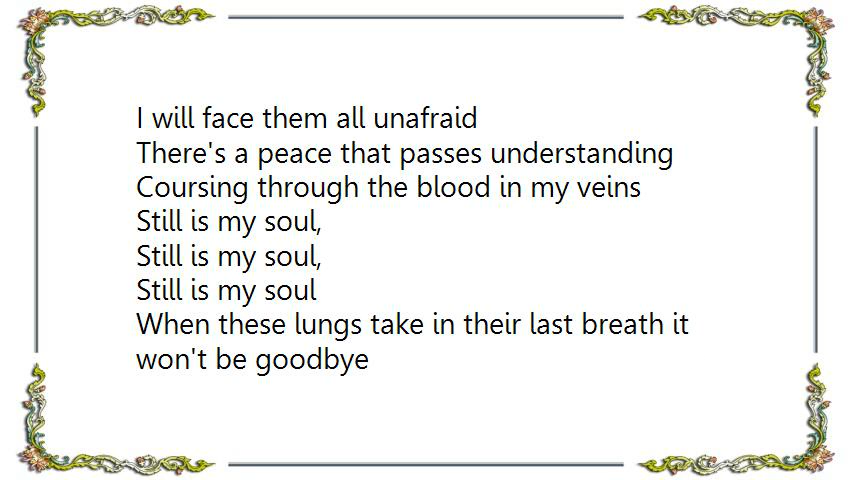 I will face them all unafraid
There's a peace that passes understanding
Coursing through the blood in my veins
Still is my soul,
Still is my soul,
Still is my soul
When these lungs take in their last breath it
won't be goodbye